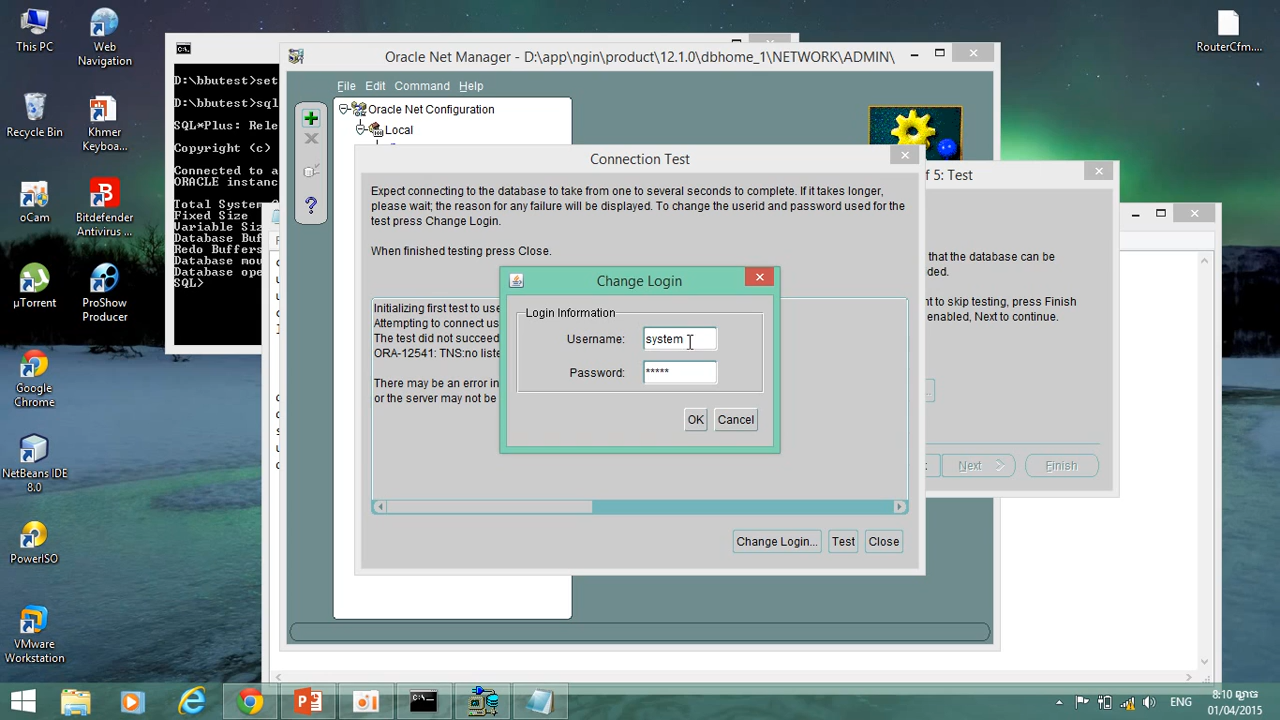 This PC
Web
Navigation
Recycle Bin
Khmer
Keyboa...
oCam
Bitdefender
Antivirus ...
µTorrent
ProShow
Producer
Google
Chrome
NetBeans IDE
8.0
PowerISO
VMware
Workstation
RouterCfm....
D:\bbutest>set
D:\bbutest>sql
SQL*Plus: Rele
Copyright (c)
Connected to a
ORACLE instanc
Total System G
Fixed Size
Variable Siz
Database Buf
Redo Buffers
Database mou
Database ope
SQL>
Oracle Net Manager - D:\app\ngin\product\12.1.0\dbhome_1\NETWORK\ADMIN\
File Edit Command Help
Oracle Net Configuration
Local
Connection Test
Expect connecting to the database to take from one to several seconds to complete. If it takes longer,
please wait; the reason for any failure will be displayed. To change the userid and password used for the
test press Change Login.
When finished testing press Close.
Initializing first test to use
Attempting to connect us
The test did not succeed
ORA-12541: TNS:no liste
There may be an error in
or the server may not be
Change Login... Test Close
Change Login
Login Information
Username: system
Password: *****
OK Cancel
of 5: Test
that the database can be
ded.
nt to skip testing, press Finish
enabled, Next to continue.
Next Finish
ENG
8:10
01/04/2015